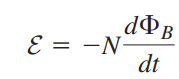 ℰ = −N dΦ_B/dt